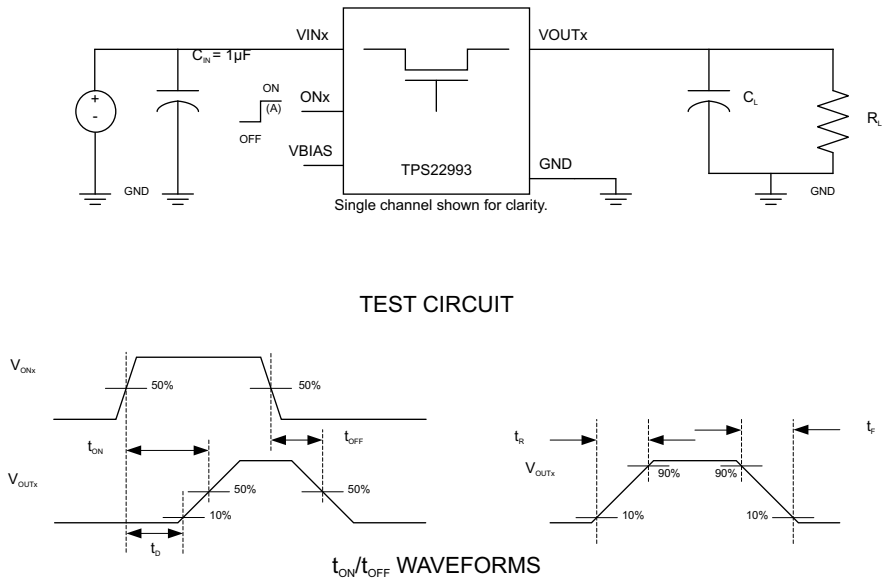 VINx
VOUTx
C_IN = 1µF
ON
(A)
OFF
ONx
+
-
C_L
R_L
VBIAS
GND
TPS22993
GND
GND
Single channel shown for clarity.
TEST CIRCUIT
V_ONx
50%
50%
t_ON
t_OFF
V_OUTx
50%
50%
10%
t_D
t_R
t_F
V_OUTx
90%
90%
10%
10%
t_ON/t_OFF WAVEFORMS